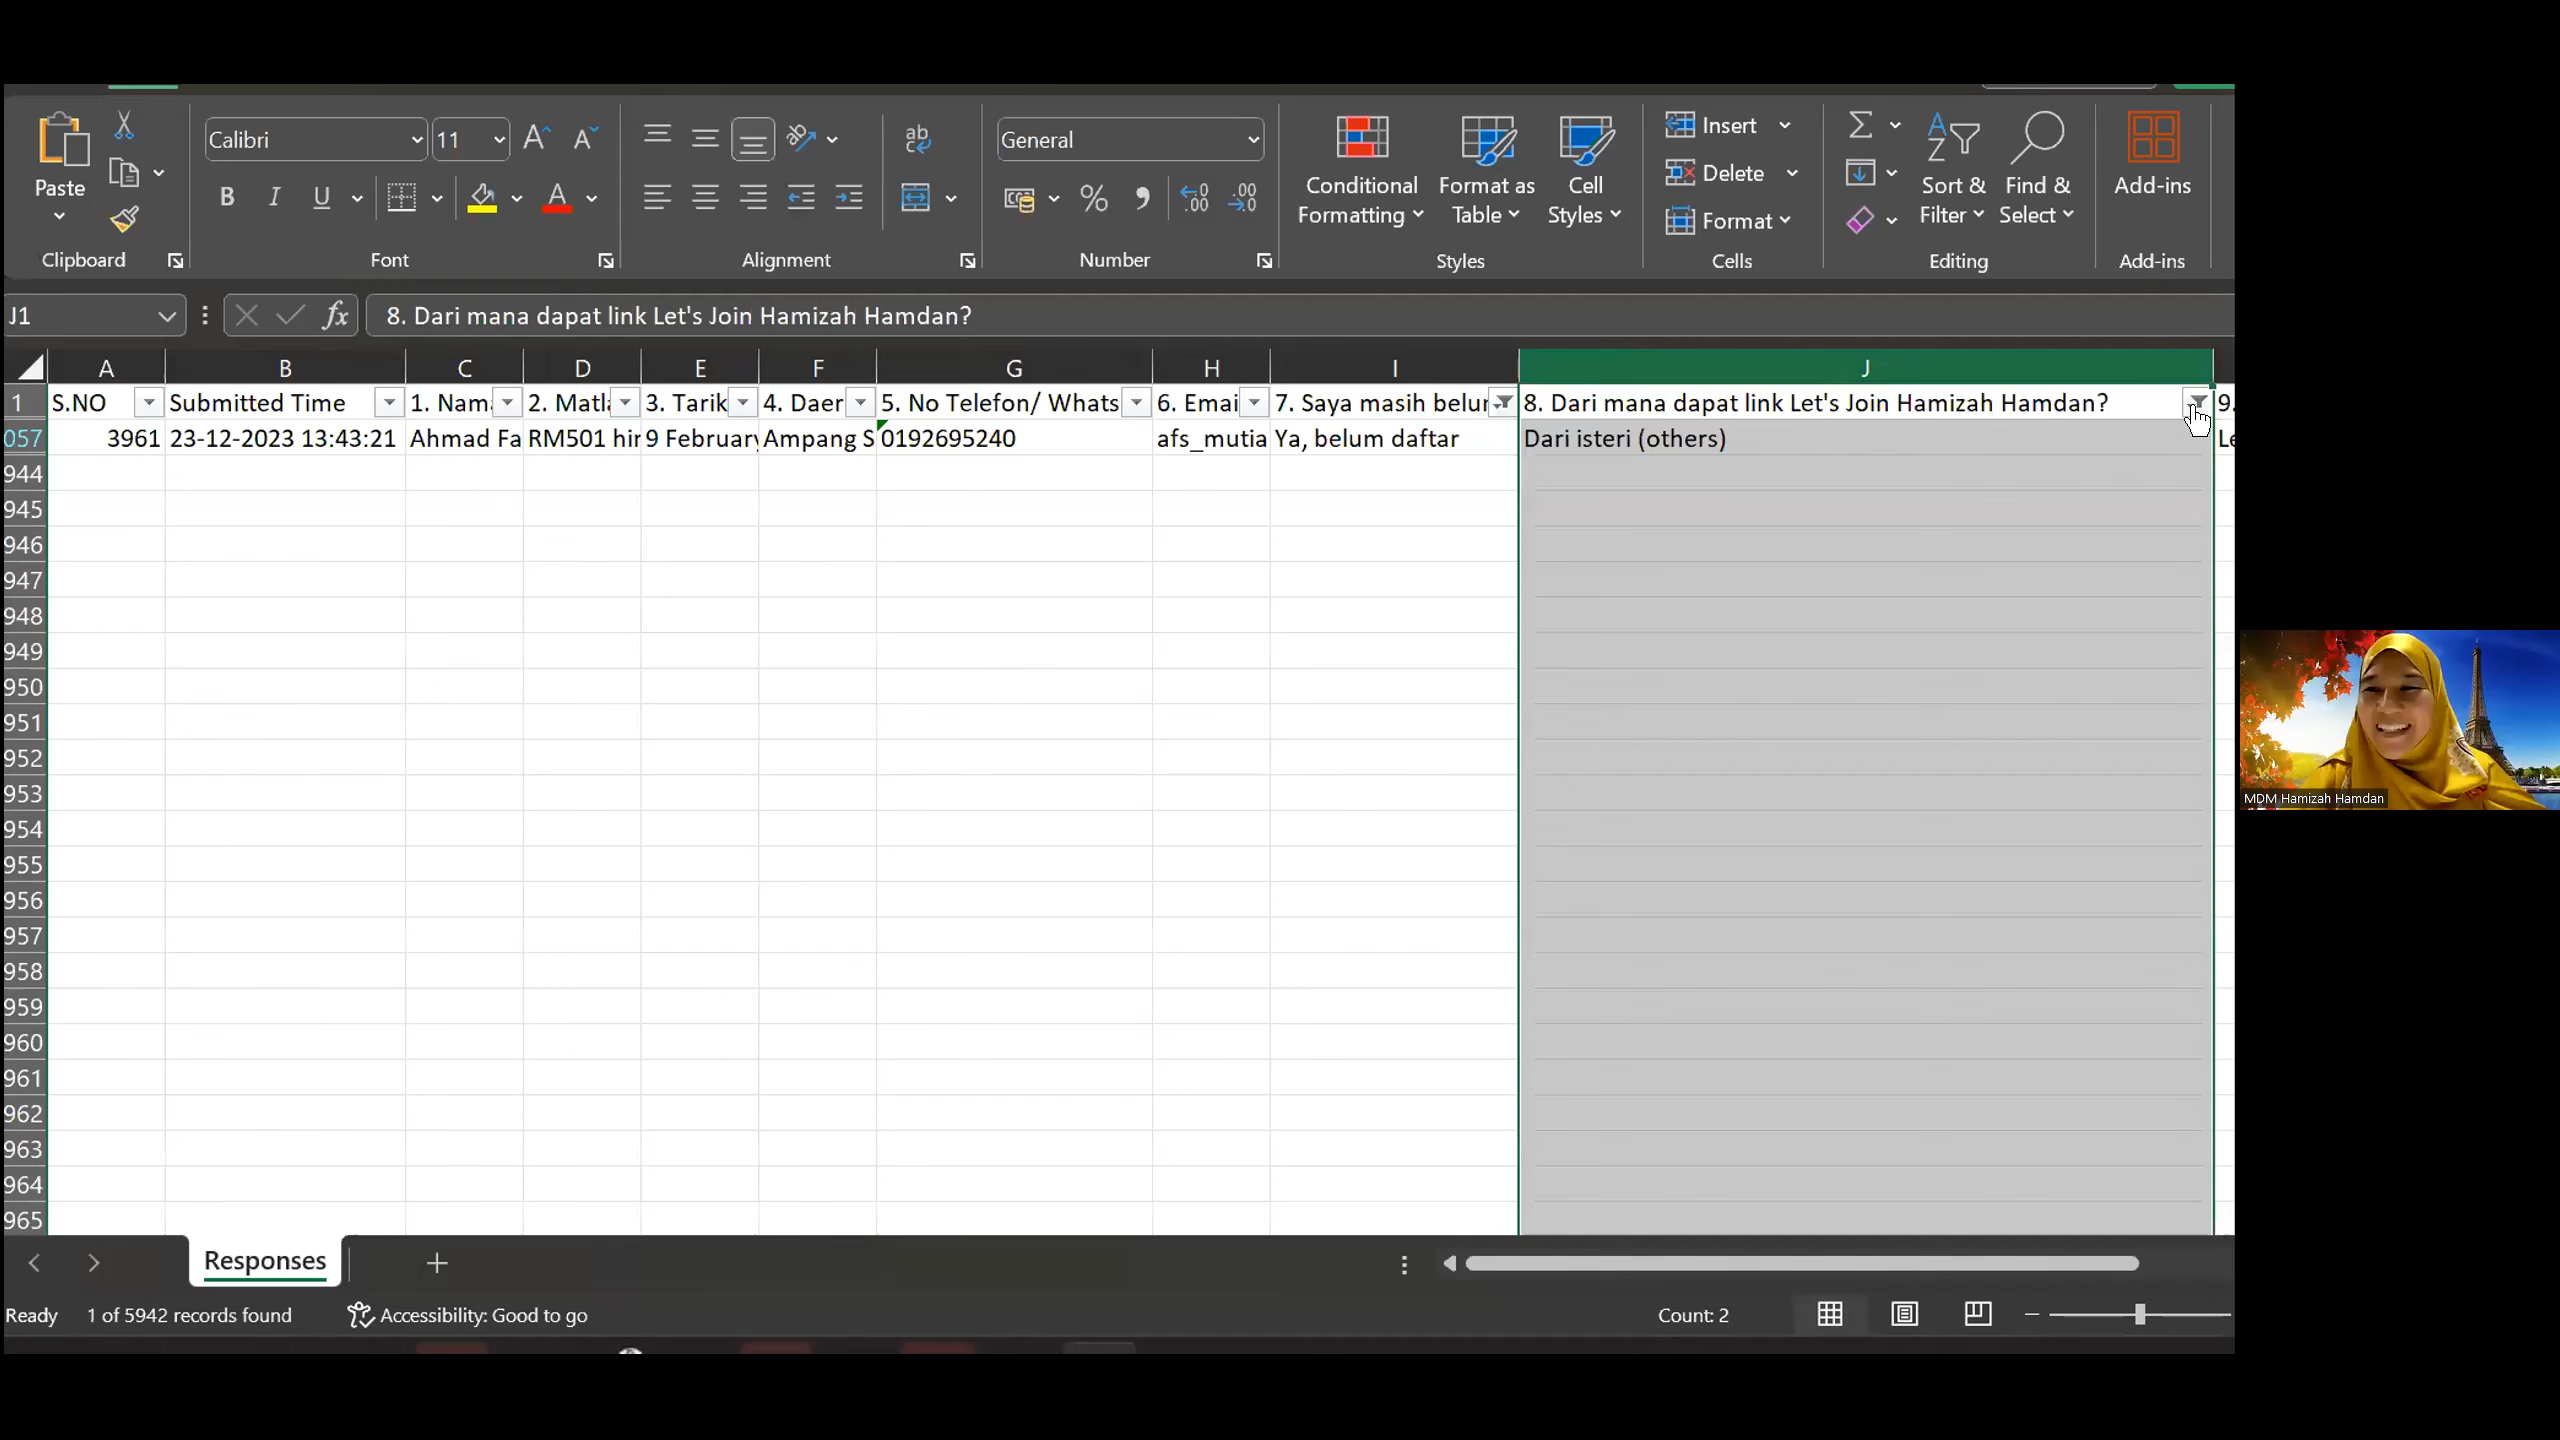 Paste
Calibri 11
General
Conditional Formatting
Format as Table
Cell Styles
Insert
Delete
Format
Sort & Filter
Find & Select
Add-ins
Clipboard Font Alignment Number Styles Cells Editing Add-ins
J1 fx 8. Dari mana dapat link Let's Join Hamizah Hamdan?
A B C D E F G H I J
1 S.NO Submitted Time 1. Nam 2. Matl 3. Tarik 4. Daer 5. No Telefon/ Whats 6. Emai 7. Saya masih belu 8. Dari mana dapat link Let's Join Hamizah Hamdan? 9.
057 3961 23-12-2023 13:43:21 Ahmad Fa RM501 hir 9 February Ampang S 0192695240 afs_mutia Ya, belum daftar Dari isteri (others) Le
944
945
946
947
948
949
950
951
952
953
954
955
956
957
958
959
960
961
962
963
964
965
MDM Hamizah Hamdan
Responses
Ready 1 of 5942 records found Accessibility: Good to go Count: 2